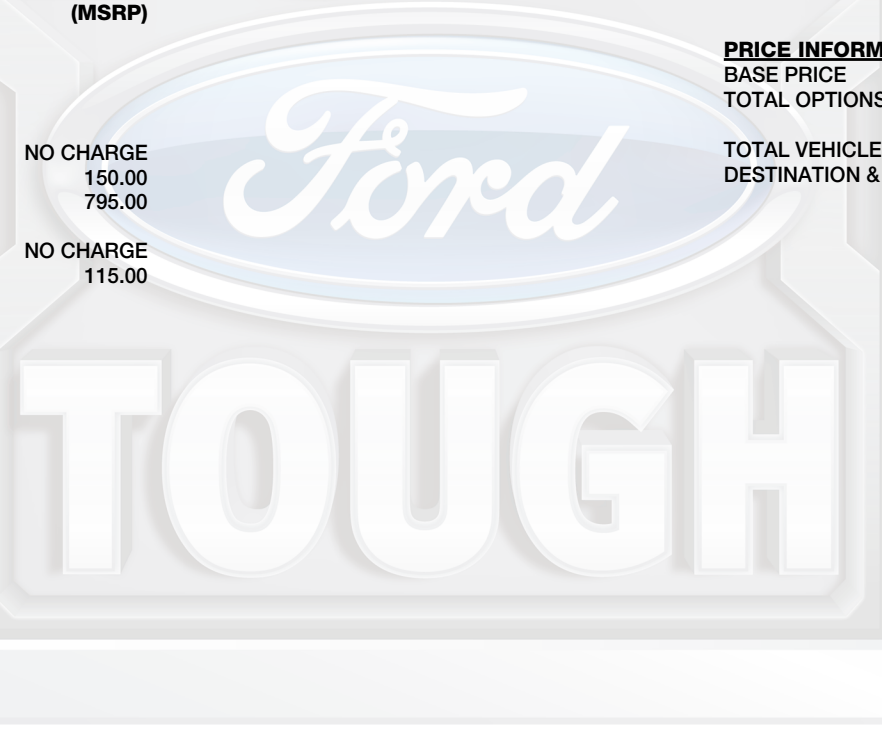 (MSRP)
NO CHARGE
150.00
795.00
NO CHARGE
115.00
PRICE INFORM
BASE PRICE
TOTAL OPTIONS
TOTAL VEHICLE
DESTINATION &
Ford
TOUGH